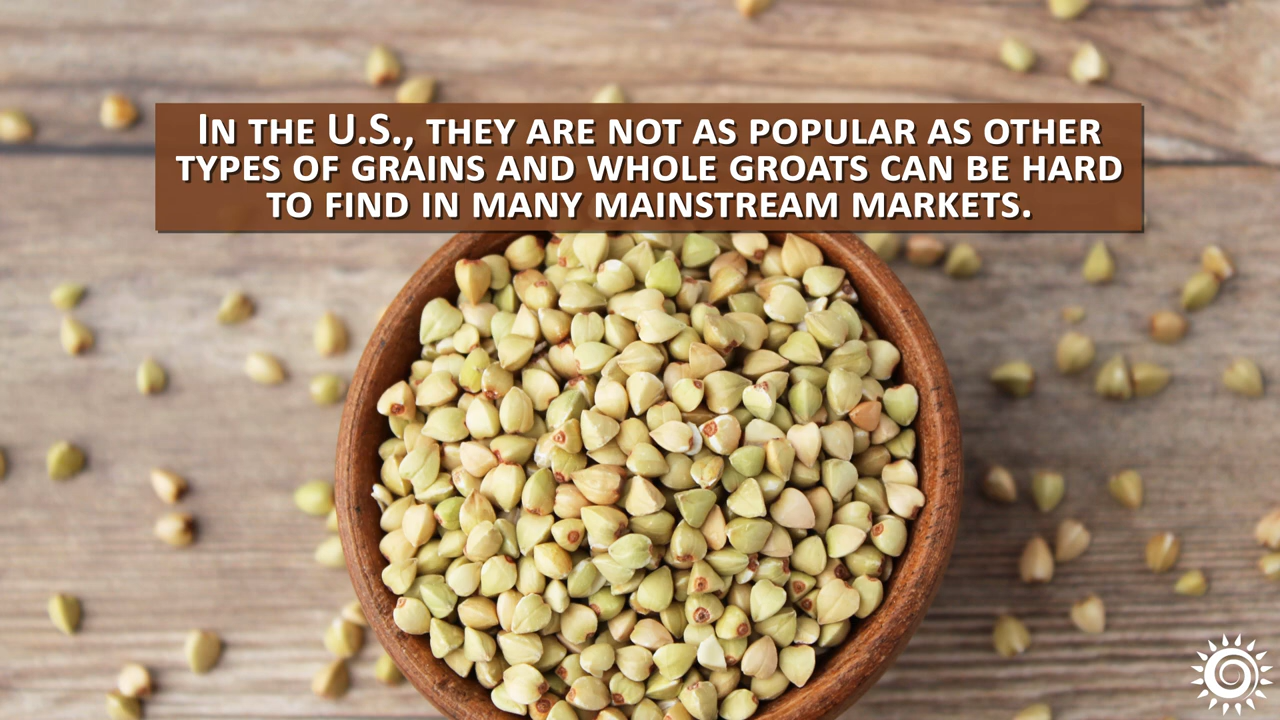 In the U.S., they are not as popular as other
types of grains and whole groats can be hard
to find in many mainstream markets.